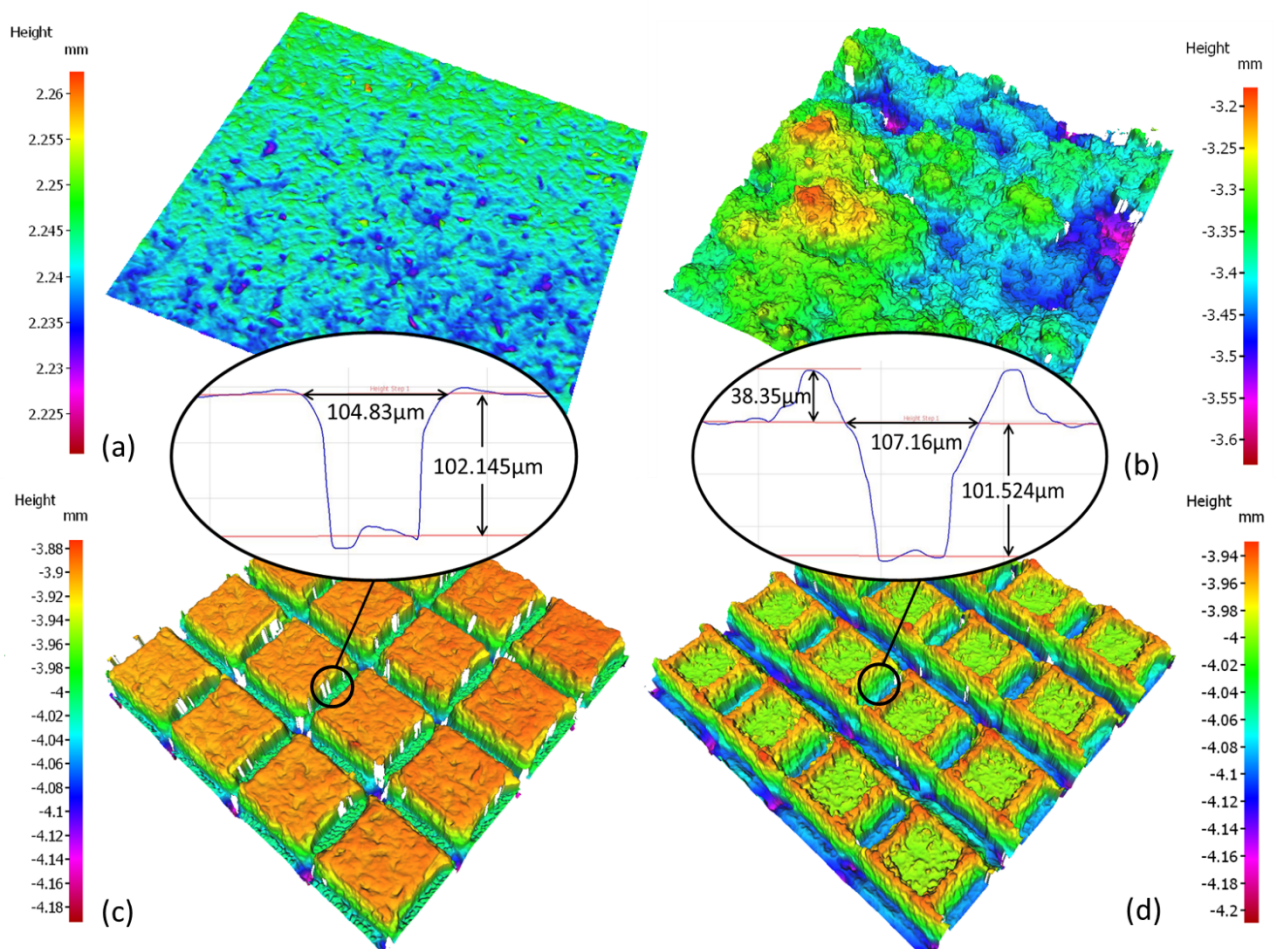 Height
mm
2.26
2.255
2.25
2.245
2.24
2.235
2.23
2.225
(a)
Height
mm
-3.2
-3.25
-3.3
-3.35
-3.4
-3.45
-3.5
-3.55
-3.6
(b)
Height Step 1
104.83μm
102.145μm
38.35μm
Height Step 1
107.16μm
101.524μm
Height
mm
-3.88
-3.9
-3.92
-3.94
-3.96
-3.98
-4
-4.02
-4.04
-4.06
-4.08
-4.1
-4.12
-4.14
-4.16
-4.18
(c)
Height
mm
-3.94
-3.96
-3.98
-4
-4.02
-4.04
-4.06
-4.08
-4.1
-4.12
-4.14
-4.16
-4.18
-4.2
(d)